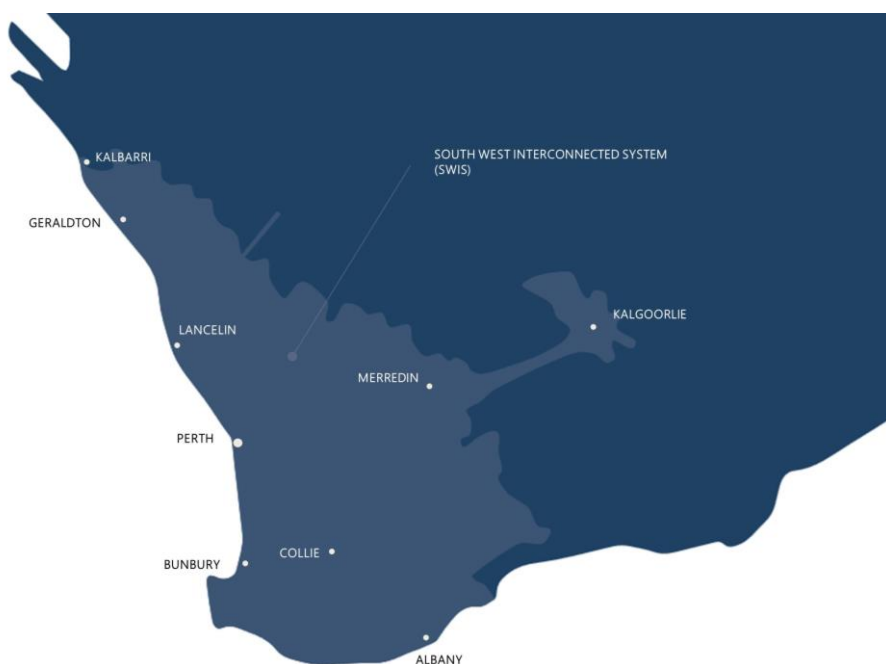 KALBARRI
SOUTH WEST INTERCONNECTED SYSTEM
(SWIS)
GERALDTON
KALGOORLIE
LANCELIN
MERREDIN
PERTH
COLLIE
BUNBURY
ALBANY